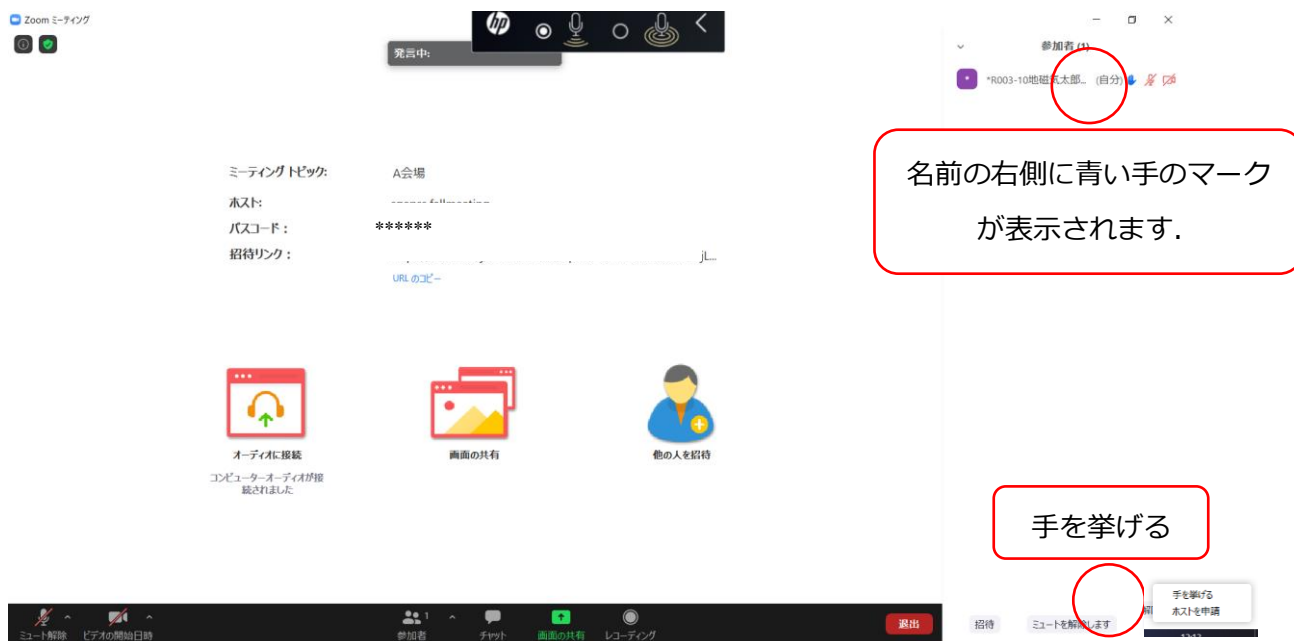 Zoom ミーティング
hp
発言中:
参加者 (1)
*R003-10地磁気太郎... (自分)
名前の右側に青い手のマーク
が表示されます.
ミーティング トピック:
A会場
ホスト:
パスコード:
******
招待リンク:
jL...
URL のコピー
オーディオに接続
コンピューターオーディオが接
続されました
画面の共有
他の人を招待
手を挙げる
手を挙げる
ホストを申請
招待
ミュートを解除します
ミュート解除
ビデオの開始日時
参加者
1
チャット
画面の共有
レコーディング
退出